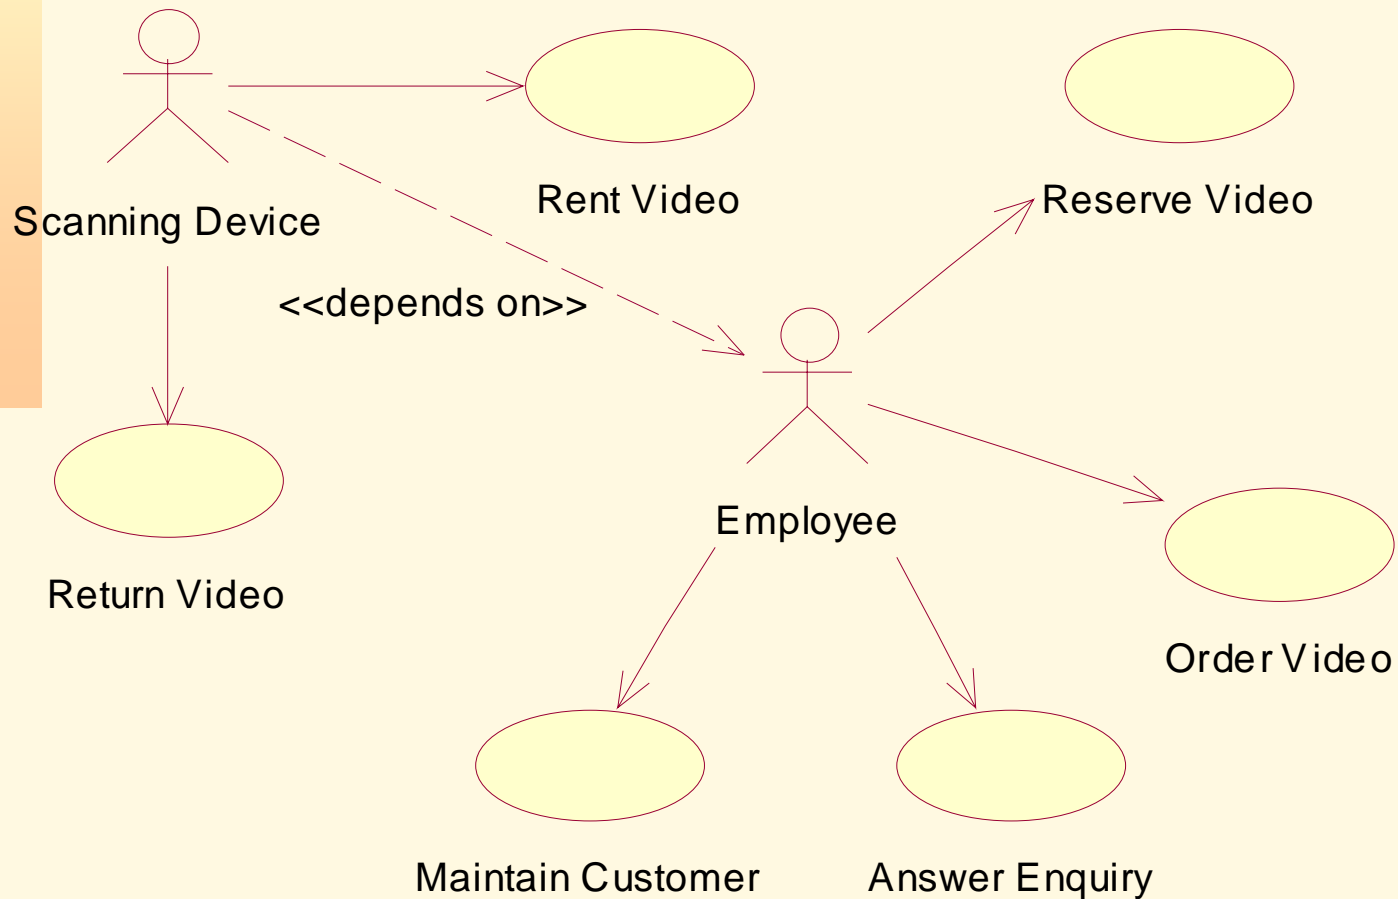 Rent Video
Reserve Video
Scanning Device
<<depends on>>
Employee
Return Video
Order Video
Maintain Customer
Answer Enquiry